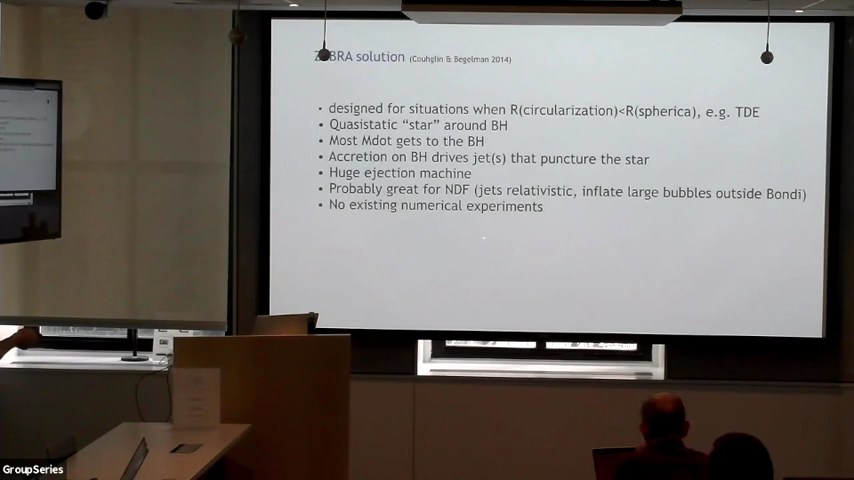 ZEBRA solution (Couhglin & Begelman 2014)
• designed for situations when R(circularization)<R(spherica), e.g. TDE
• Quasistatic “star” around BH
• Most Mdot gets to the BH
• Accretion on BH drives jet(s) that puncture the star
• Huge ejection machine
• Probably great for NDF (jets relativistic, inflate large bubbles outside Bondi)
• No existing numerical experiments
GroupSeries